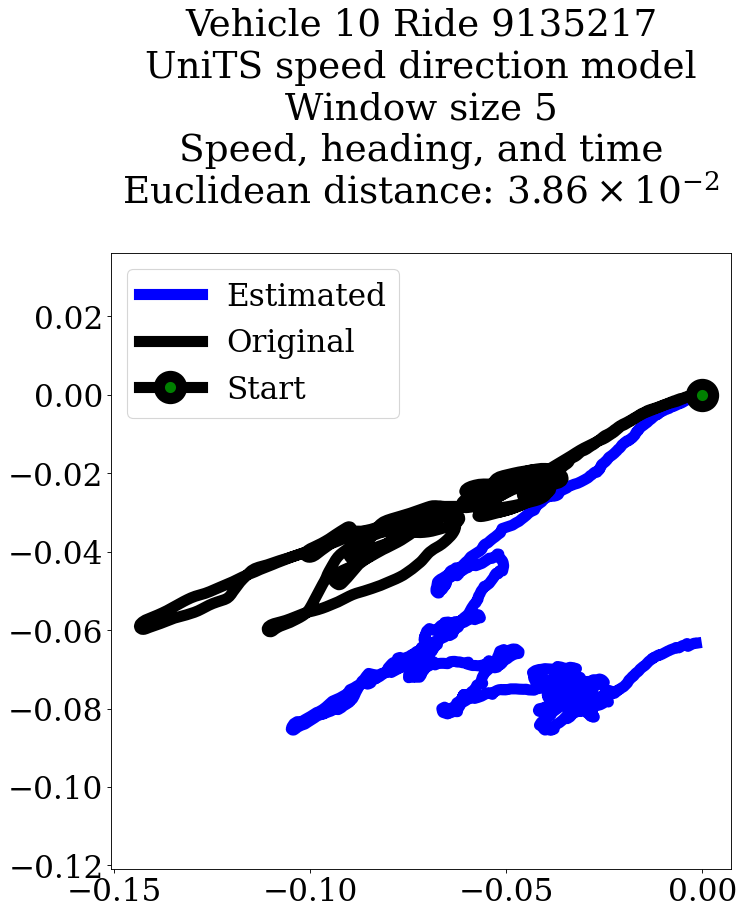 Vehicle 10 Ride 9135217
UniTS speed direction model
Window size 5
Speed, heading, and time
Euclidean distance: 3.86 × 10⁻²
Estimated
Original
Start
0.02
0.00
−0.02
−0.04
−0.06
−0.08
−0.10
−0.12
−0.15 −0.10 −0.05 0.00